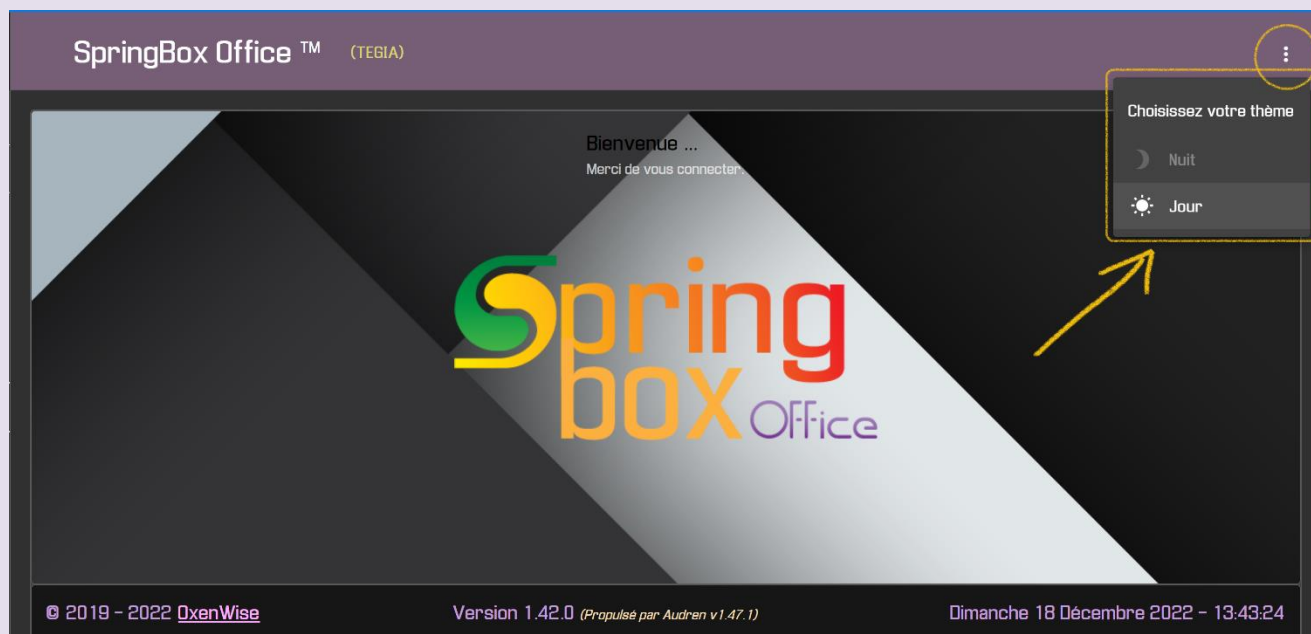 SpringBox Office ™ (TEGIA)
Choisissez votre thème
Nuit
Jour
Bienvenue ...
Merci de vous connecter.
Spring
box Office
© 2019 - 2022 OxenWise Version 1.42.0 (Propulsé par Audren v1.47.1) Dimanche 18 Décembre 2022 - 13:43:24